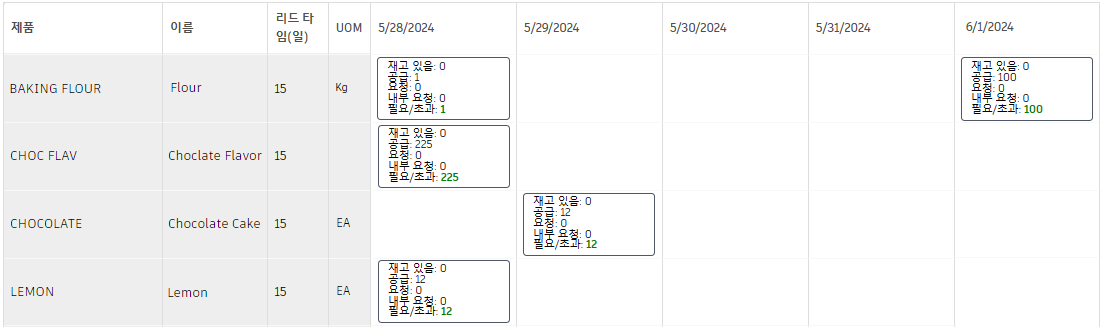 제품 이름 리드 타임(일) UOM 5/28/2024 5/29/2024 5/30/2024 5/31/2024 6/1/2024
BAKING FLOUR Flour 15 Kg
재고 있음: 0
공급: 1
요청: 0
내부 요청: 0
필요/초과: 1
재고 있음: 0
공급: 100
요청: 0
내부 요청: 0
필요/초과: 100
CHOC FLAV Choclate Flavor 15
재고 있음: 0
공급: 225
요청: 0
내부 요청: 0
필요/초과: 225
CHOCOLATE Chocolate Cake 15 EA
재고 있음: 0
공급: 12
요청: 0
내부 요청: 0
필요/초과: 12
LEMON Lemon 15 EA
재고 있음: 0
공급: 12
요청: 0
내부 요청: 0
필요/초과: 12